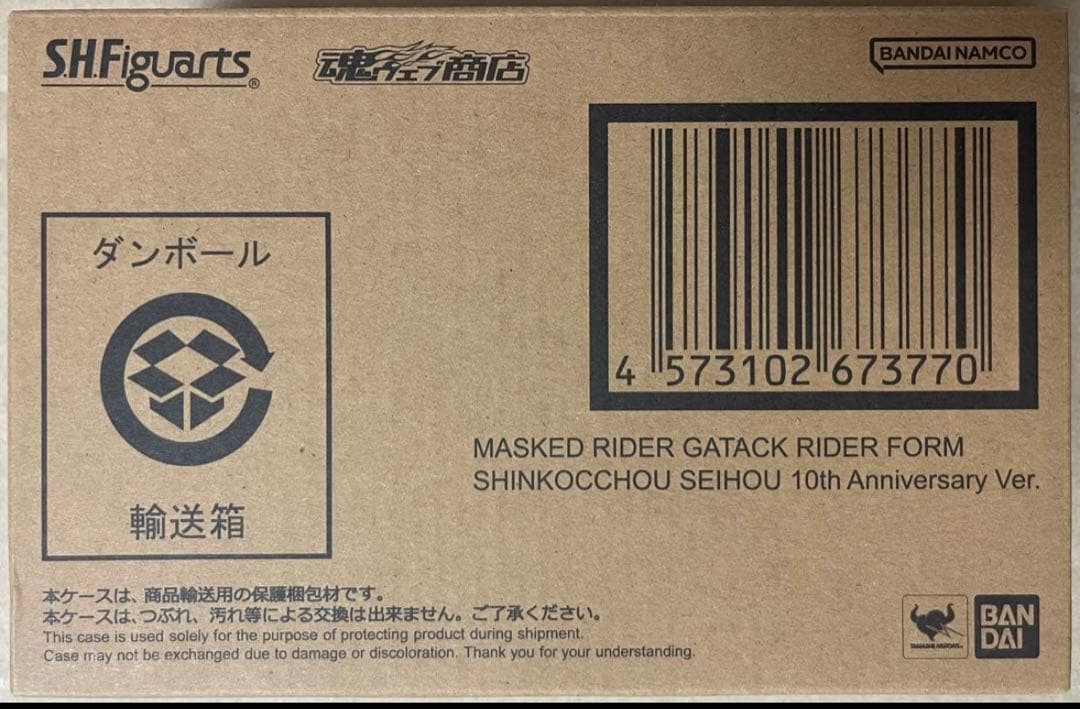 S.H.Figuarts®
魂ウェブ商店
BANDAI NAMCO
ダンボール
輸送箱
4 573102 673770
MASKED RIDER GATACK RIDER FORM
SHINKOCCHOU SEIHOU 10th Anniversary Ver.
本ケースは、商品輸送用の保護梱包材です。
本ケースは、つぶれ、汚れ等による交換は出来ません。ご了承ください。
This case is used solely for the purpose of protecting product during shipment.
Case may not be exchanged due to damage or discoloration. Thank you for your understanding.
TAMASHII NATIONS
BAN
DAI